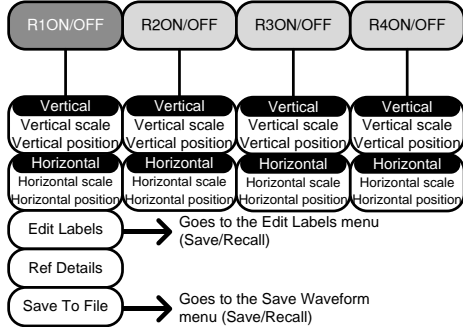 R1ON/OFF R2ON/OFF R3ON/OFF R4ON/OFF
Vertical Vertical Vertical Vertical
Vertical scale Vertical scale Vertical scale Vertical scale
Vertical position Vertical position Vertical position Vertical position
Horizontal Horizontal Horizontal Horizontal
Horizontal scale Horizontal scale Horizontal scale Horizontal scale
Horizontal position Horizontal position Horizontal position Horizontal position
Edit Labels Goes to the Edit Labels menu
(Save/Recall)
Ref Details
Save To File Goes to the Save Waveform
menu (Save/Recall)